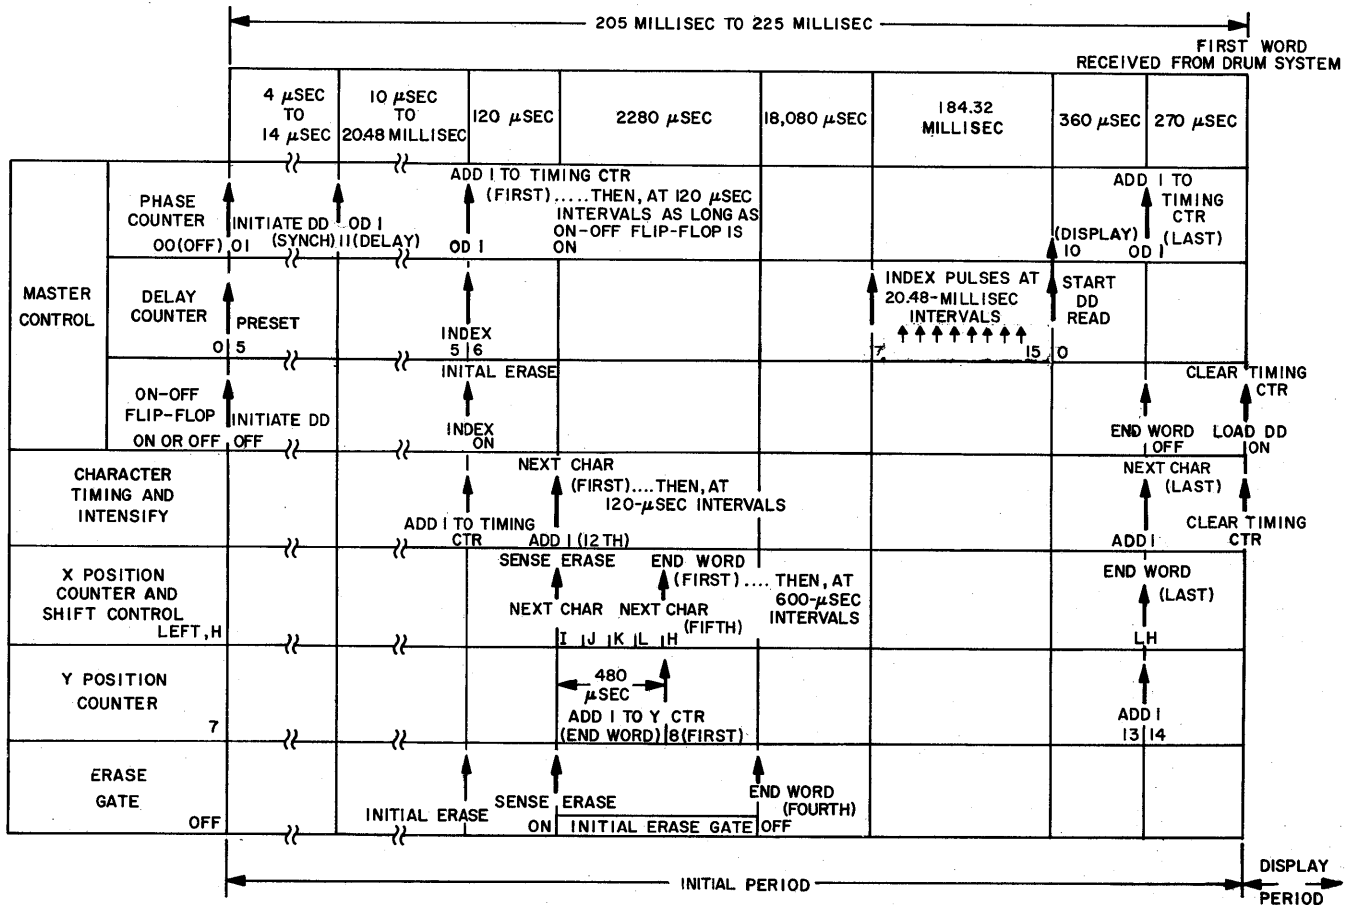 205 MILLISEC TO 225 MILLISEC
FIRST WORD
RECEIVED FROM DRUM SYSTEM
4 µSEC
TO
14 µSEC
10 µSEC
TO
20.48 MILLISEC
120 µSEC
2280 µSEC
18,080 µSEC
184.32
MILLISEC
360 µSEC
270 µSEC
MASTER
CONTROL
PHASE
COUNTER
00 (OFF)
01
INITIATE DD
(SYNCH)
OD 1
11 (DELAY)
ADD 1 TO TIMING CTR
(FIRST) ..... THEN, AT 120 µSEC
INTERVALS AS LONG AS
ON-OFF FLIP-FLOP IS
ON
OD 1
(DISPLAY)
10
ADD 1 TO
TIMING
CTR
(LAST)
OD 1
DELAY
COUNTER
0
5
PRESET
INDEX
5
6
INDEX PULSES AT
20.48-MILLISEC
INTERVALS
7
15
0
START
DD
READ
ON-OFF
FLIP-FLOP
ON OR OFF
OFF
INITIATE DD
INITAL ERASE
INDEX
ON
END WORD
OFF
CLEAR TIMING
CTR
LOAD DD
ON
CHARACTER
TIMING AND
INTENSIFY
ADD 1 TO TIMING
CTR
NEXT CHAR
(FIRST) .... THEN, AT
120-µSEC INTERVALS
ADD 1 (12 TH)
NEXT CHAR
(LAST)
ADD 1
CLEAR TIMING
CTR
X POSITION
COUNTER AND
SHIFT CONTROL
LEFT, H
SENSE ERASE
NEXT CHAR
END WORD
(FIRST) .... THEN, AT
600-µSEC
INTERVALS
NEXT CHAR
(FIFTH)
I J K L H
END WORD
(LAST)
L H
Y POSITION
COUNTER
7
480
µSEC
ADD 1 TO Y CTR
(END WORD) 8 (FIRST)
ADD 1
13 14
ERASE
GATE
OFF
INITIAL ERASE
SENSE ERASE
ON
INITIAL ERASE GATE
OFF
END WORD
(FOURTH)
INITIAL PERIOD
DISPLAY
PERIOD